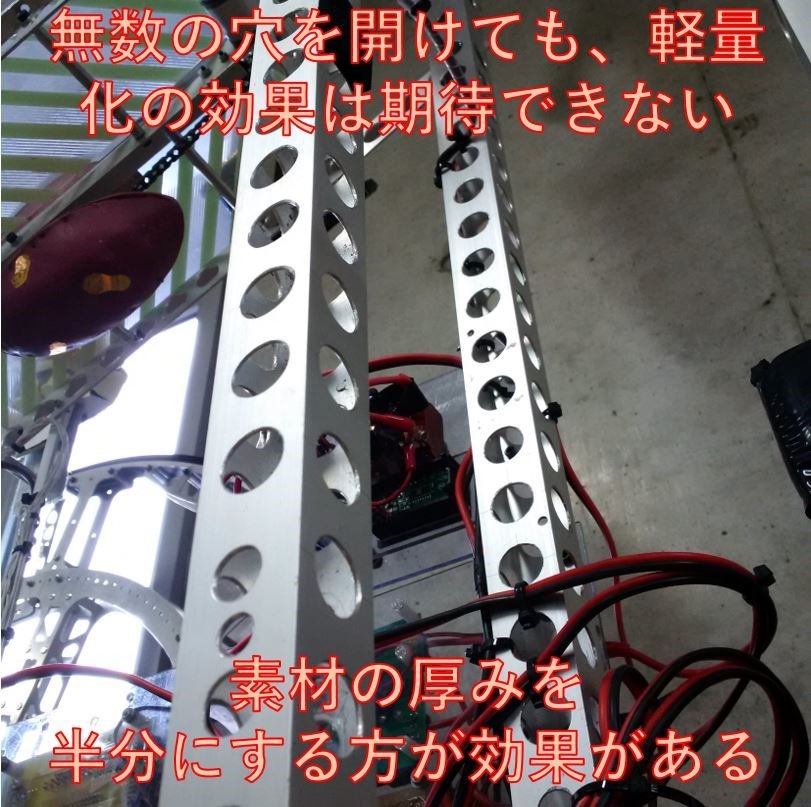 無数の穴を開けても、軽量
化の効果は期待できない
素材の厚みを
半分にする方が効果がある